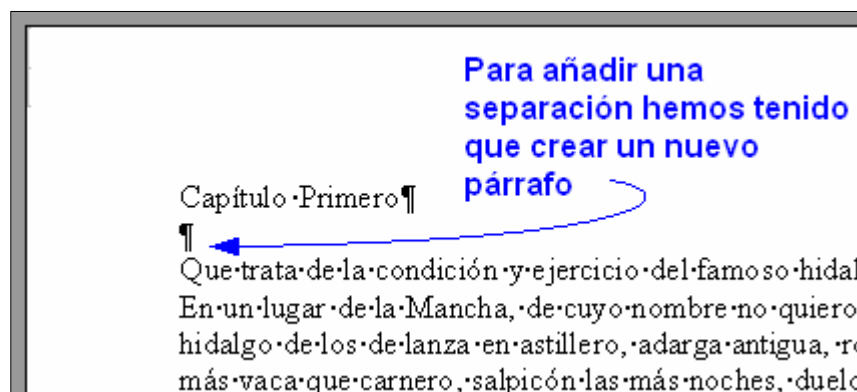 Para añadir una
separación hemos tenido
que crear un nuevo
párrafo
Capítulo·Primero¶
¶
Que·trata·de·la·condición·y·ejercicio·del·famoso·hidal
En·un·lugar·de·la·Mancha,·de·cuyo·nombre·no·quiero
hidalgo·de·los·de·lanza·en·astillero,·adarga·antigua,·ro
más·vaca·que·carnero,·salpicón·las·más·noches,·duelo